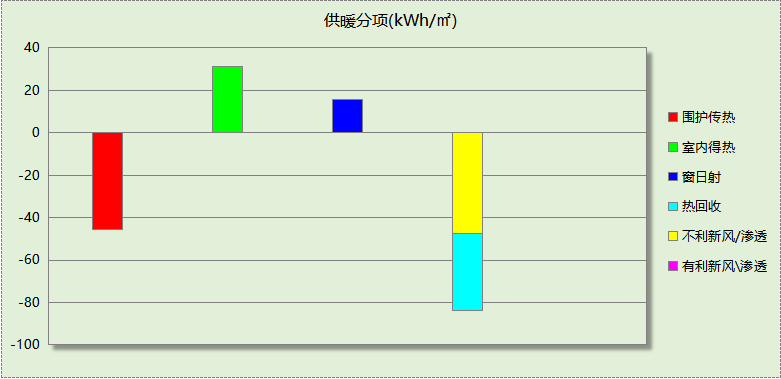 供暖分项(kWh/㎡)
40
20
0
-20
-40
-60
-80
-100
围护传热
室内得热
窗日射
热回收
不利新风/渗透
有利新风\渗透